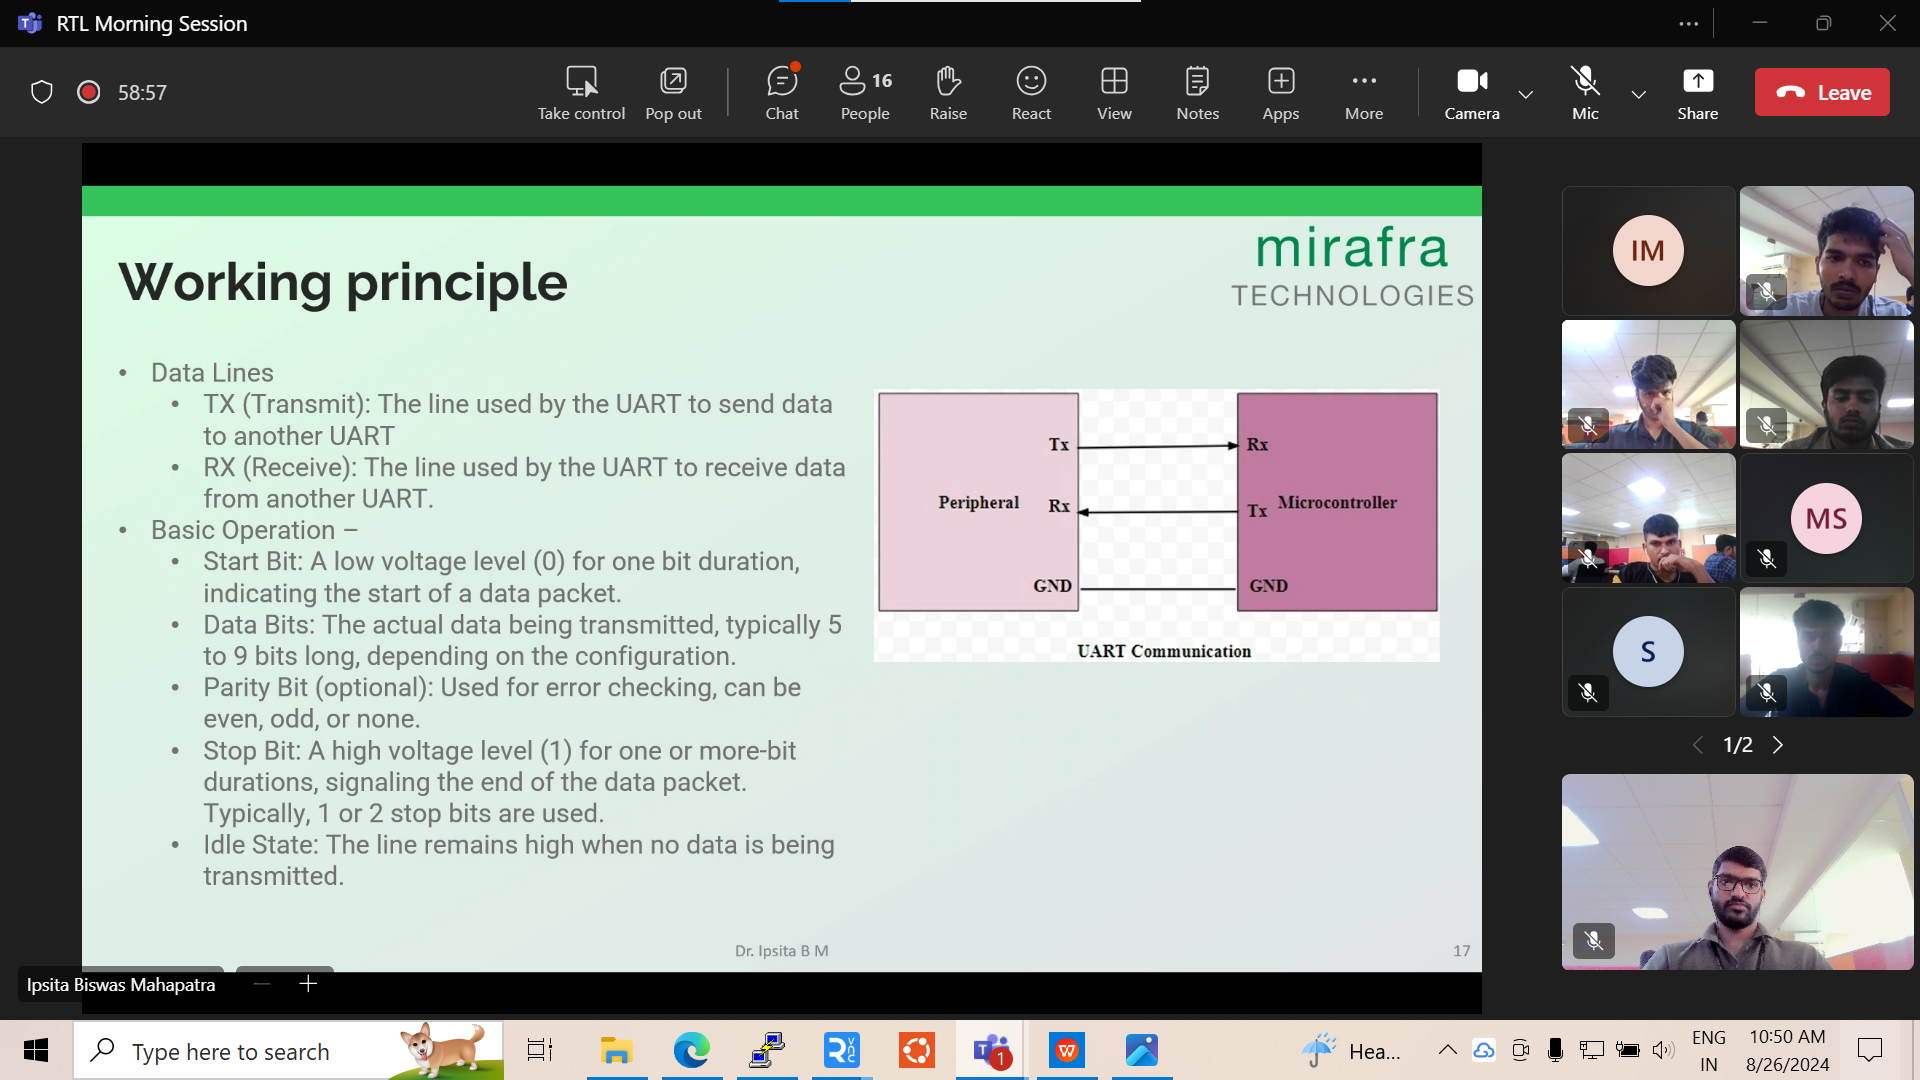 RTL Morning Session
58:57
Take control
Pop out
Chat
16
People
Raise
React
View
Notes
Apps
More
Camera
Mic
Share
Leave
mirafra
TECHNOLOGIES
Working principle
• Data Lines
• TX (Transmit): The line used by the UART to send data
to another UART
• RX (Receive): The line used by the UART to receive data
from another UART.
• Basic Operation –
• Start Bit: A low voltage level (0) for one bit duration,
indicating the start of a data packet.
• Data Bits: The actual data being transmitted, typically 5
to 9 bits long, depending on the configuration.
• Parity Bit (optional): Used for error checking, can be
even, odd, or none.
• Stop Bit: A high voltage level (1) for one or more-bit
durations, signaling the end of the data packet.
Typically, 1 or 2 stop bits are used.
• Idle State: The line remains high when no data is being
transmitted.
Tx
Rx
Peripheral
Rx
Tx
Microcontroller
GND
GND
UART Communication
Dr. Ipsita B M
17
Ipsita Biswas Mahapatra
IM
MS
S
1/2
Type here to search
1
Hea...
ENG
IN
10:50 AM
8/26/2024